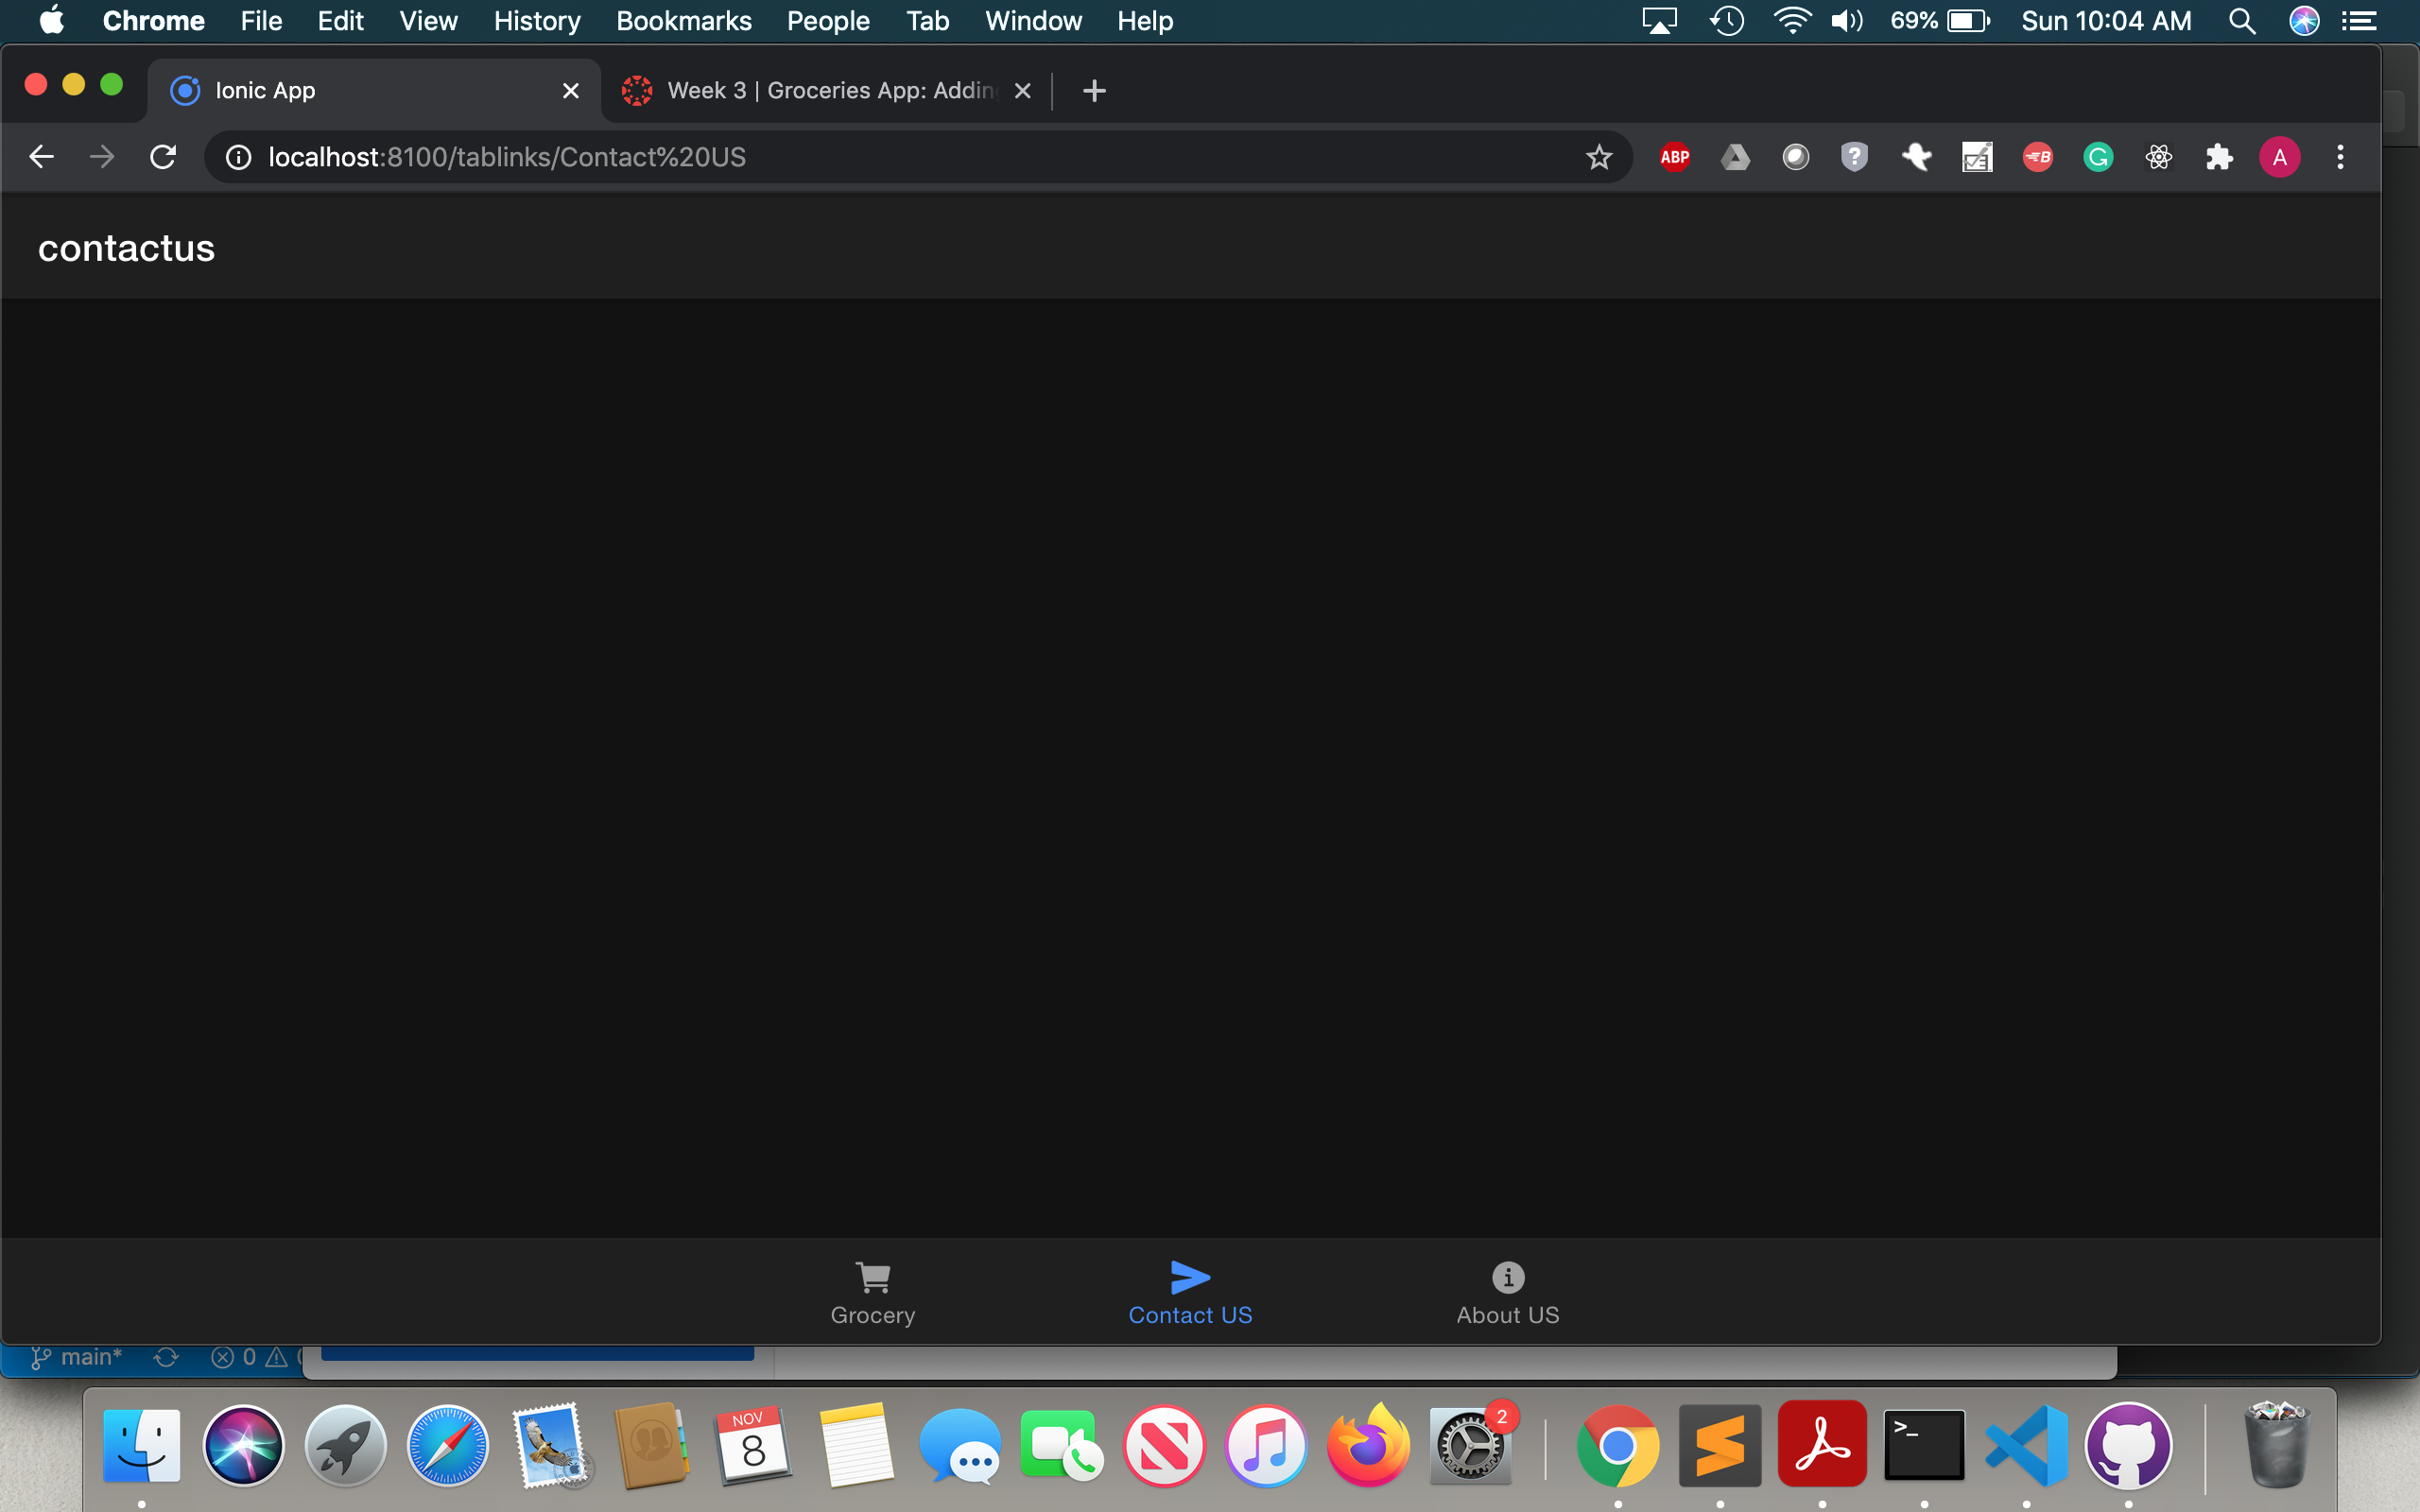 Chrome File Edit View History Bookmarks People Tab Window Help 69% Sun 10:04 AM
Ionic App Week 3 | Groceries App: Adding
localhost:8100/tablinks/Contact%20US ABP ? B G A
contactus
Grocery Contact US About US
main* 0
NOV
8
2
>_